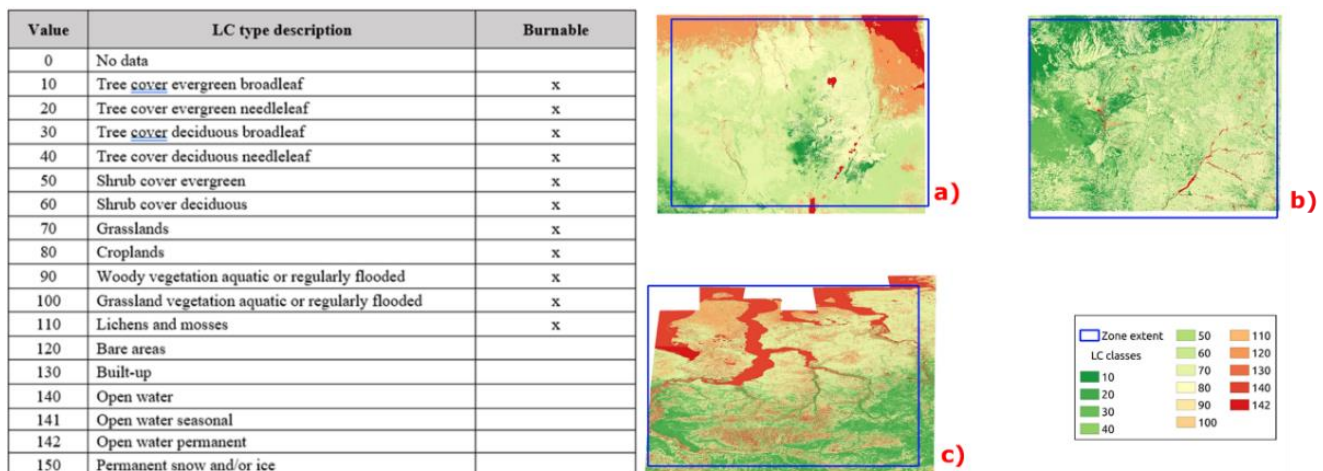 Value LC type description Burnable
0 No data
10 Tree cover evergreen broadleaf x
20 Tree cover evergreen needleleaf x
30 Tree cover deciduous broadleaf x
40 Tree cover deciduous needleleaf x
50 Shrub cover evergreen x
60 Shrub cover deciduous x
70 Grasslands x
80 Croplands x
90 Woody vegetation aquatic or regularly flooded x
100 Grassland vegetation aquatic or regularly flooded x
110 Lichens and mosses x
120 Bare areas
130 Built-up
140 Open water
141 Open water seasonal
142 Open water permanent
150 Permanent snow and/or ice
a)
b)
c)
Zone extent
LC classes
10
20
30
40
50
60
70
80
90
100
110
120
130
140
142